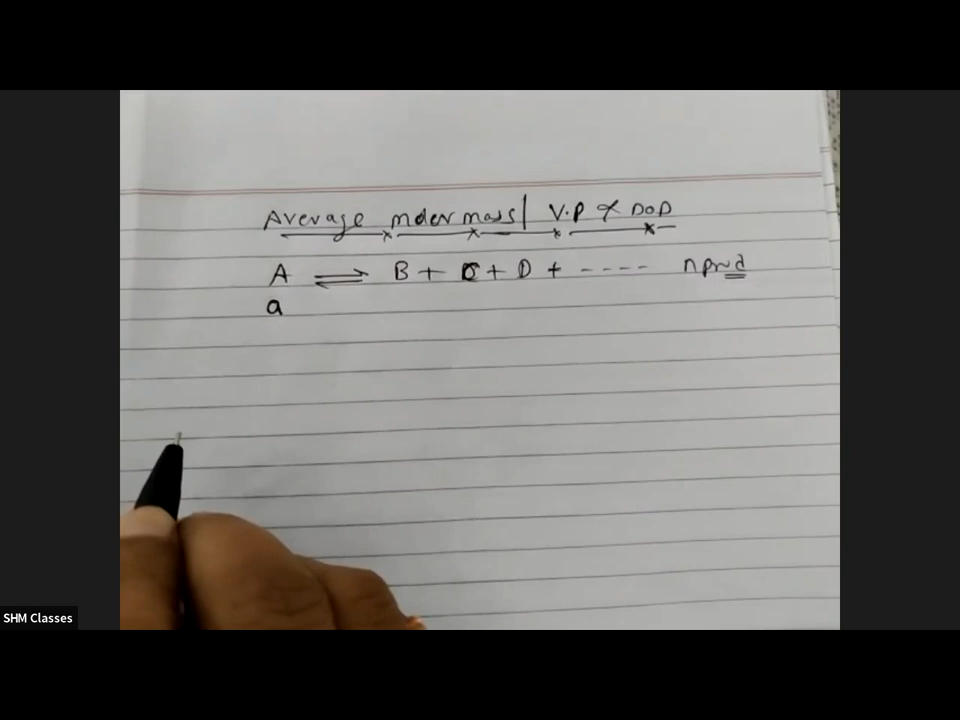 Average molar mass | V.P & DOD
A ⇌ B + C + D + ---- n prod
a
SHM Classes